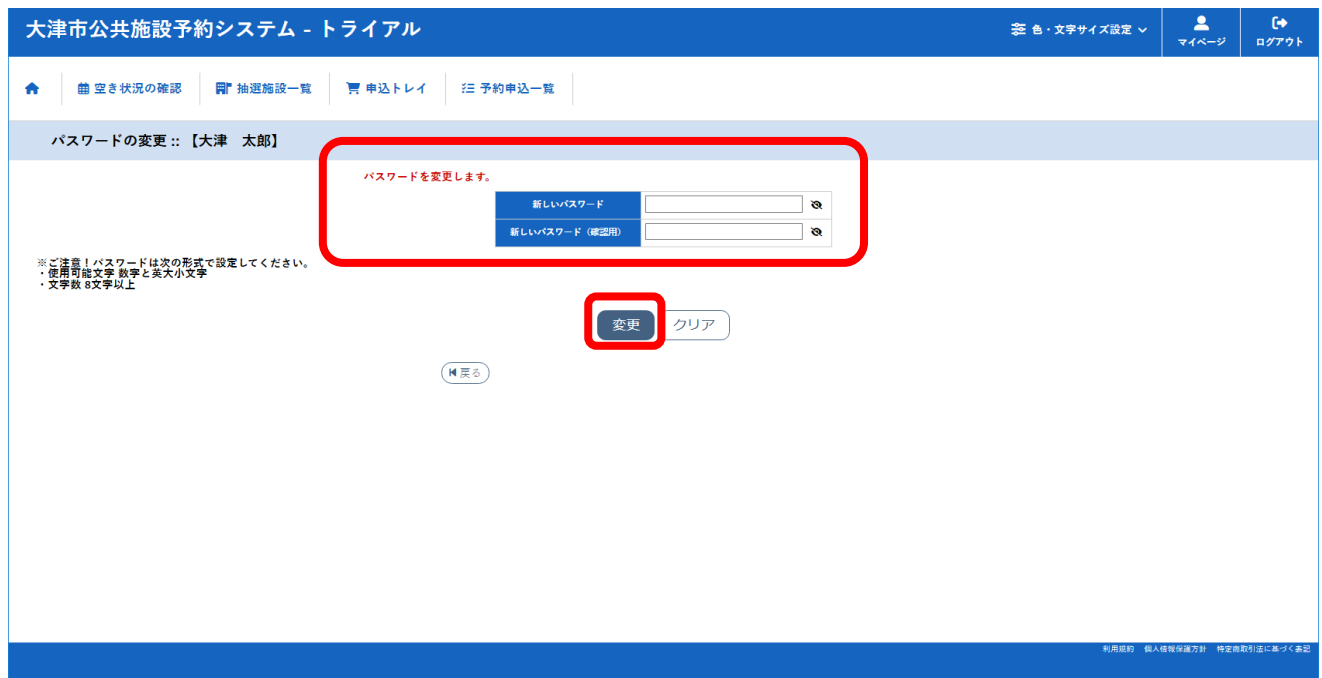 大津市公共施設予約システム - トライアル
色・文字サイズ設定
マイページ
ログアウト
空き状況の確認
抽選施設一覧
申込トレイ
予約申込一覧
パスワードの変更 :: 【大津　太郎】
パスワードを変更します。
新しいパスワード
新しいパスワード（確認用）
※ご注意！パスワードは次の形式で設定してください。
・使用可能文字 数字と英大小文字
・文字数 8文字以上
変更 クリア
戻る
利用規約 個人情報保護方針 特定商取引法に基づく表記